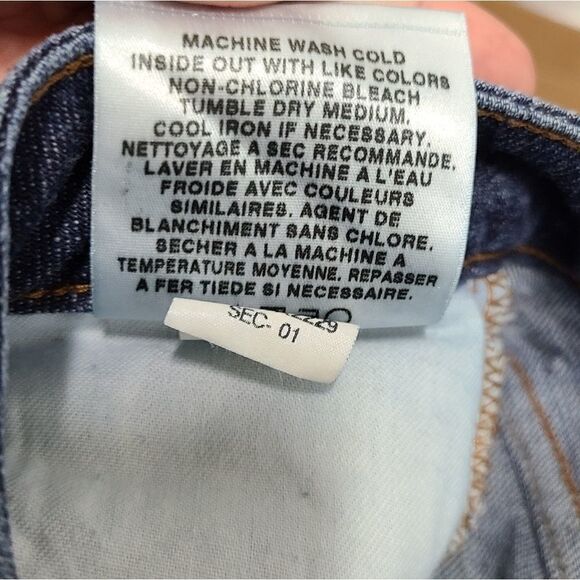 MACHINE WASH COLD
INSIDE OUT WITH LIKE COLORS
NON-CHLORINE BLEACH
TUMBLE DRY MEDIUM.
COOL IRON IF NECESSARY.
NETTOYAGE A SEC RECOMMANDE.
LAVER EN MACHINE A L'EAU
FROIDE AVEC COULEURS
SIMILAIRES. AGENT DE
BLANCHIMENT SANS CHLORE.
SECHER A LA MACHINE A
TEMPERATURE MOYENNE. REPASSER
A FER TIEDE SI NECESSAIRE.
SEC- 01